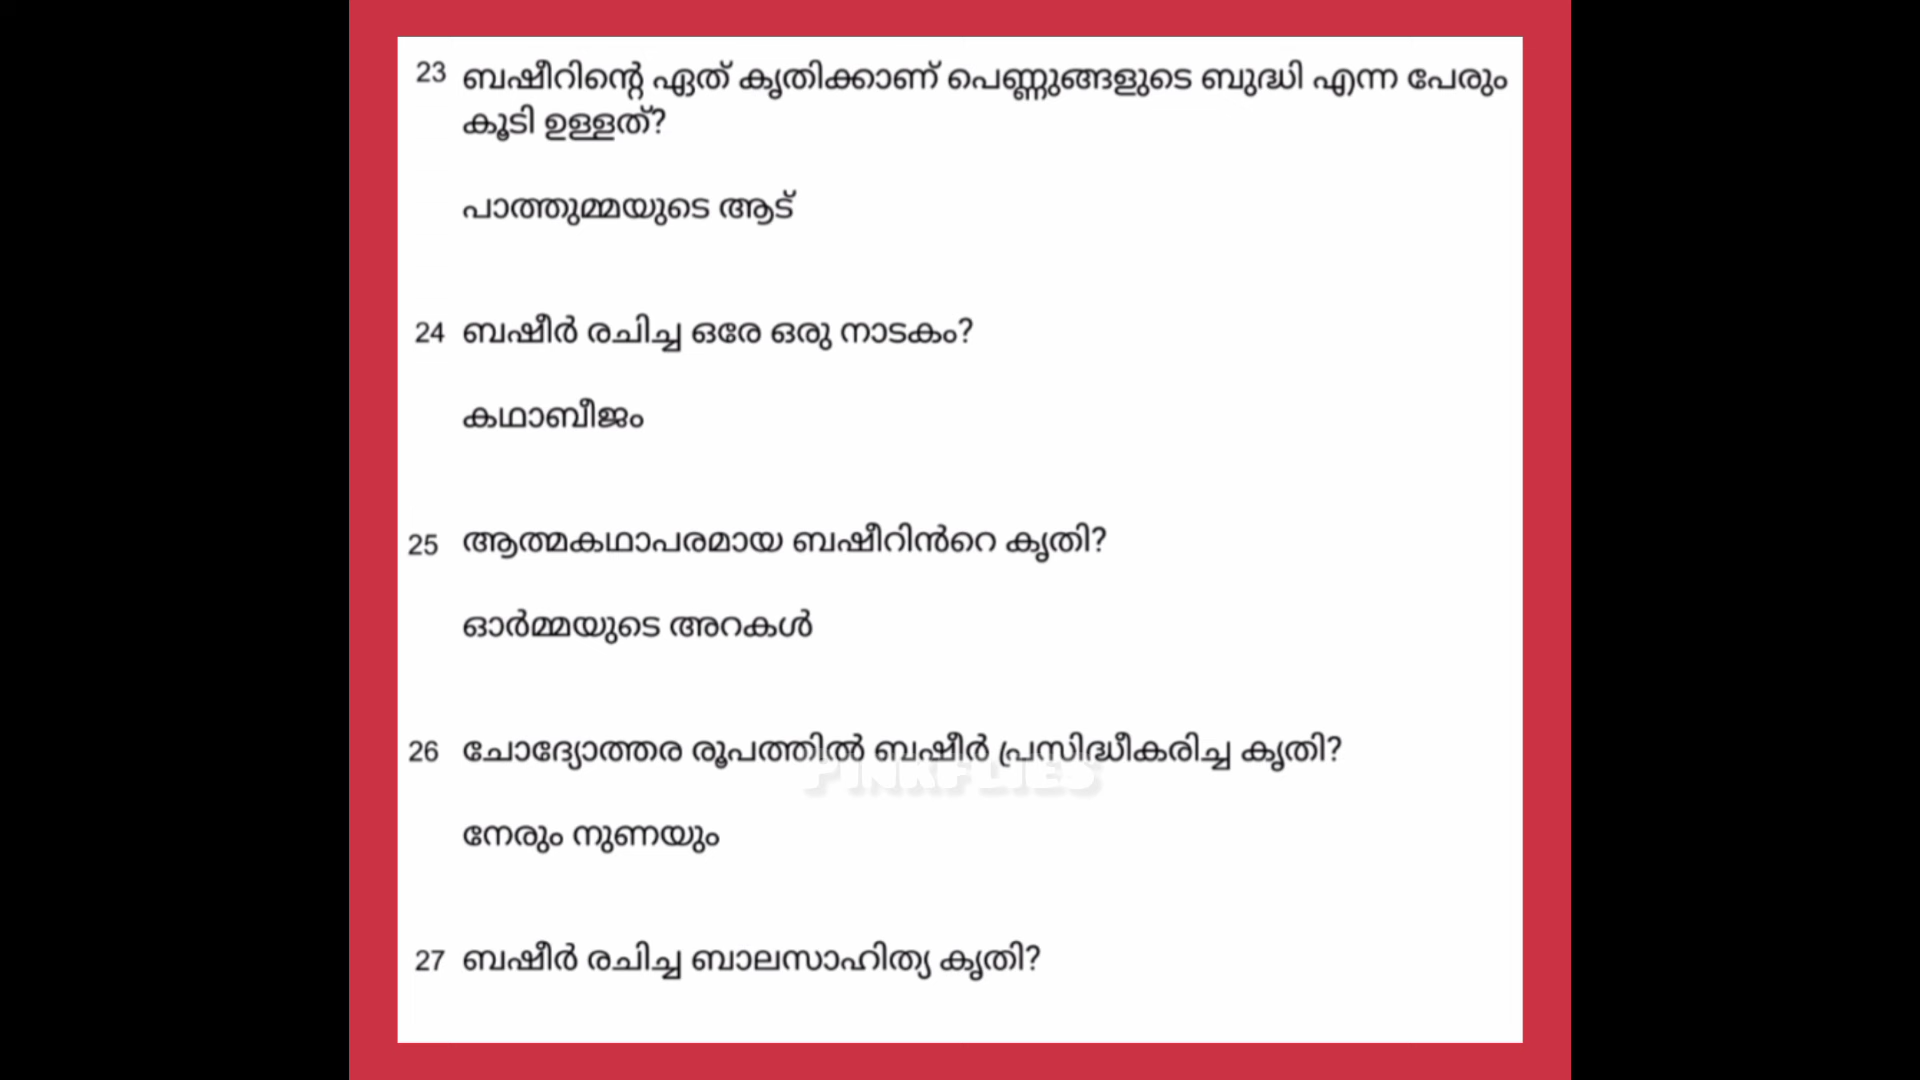 23 ബഷീറിന്റെ ഏത് കൃതിക്കാണ് പെണ്ണുങ്ങളുടെ ബുദ്ധി എന്ന പേരും
കൂടി ഉള്ളത്?
പാത്തുമ്മയുടെ ആട്
24 ബഷീർ രചിച്ച ഒരേ ഒരു നാടകം?
കഥാബീജം
25 ആത്മകഥാപരമായ ബഷീറിൻറെ കൃതി?
ഓർമ്മയുടെ അറകൾ
26 ചോദ്യോത്തര രൂപത്തിൽ ബഷീർ പ്രസിദ്ധീകരിച്ച കൃതി?
PINKFLIES
നേരും നുണയും
27 ബഷീർ രചിച്ച ബാലസാഹിത്യ കൃതി?